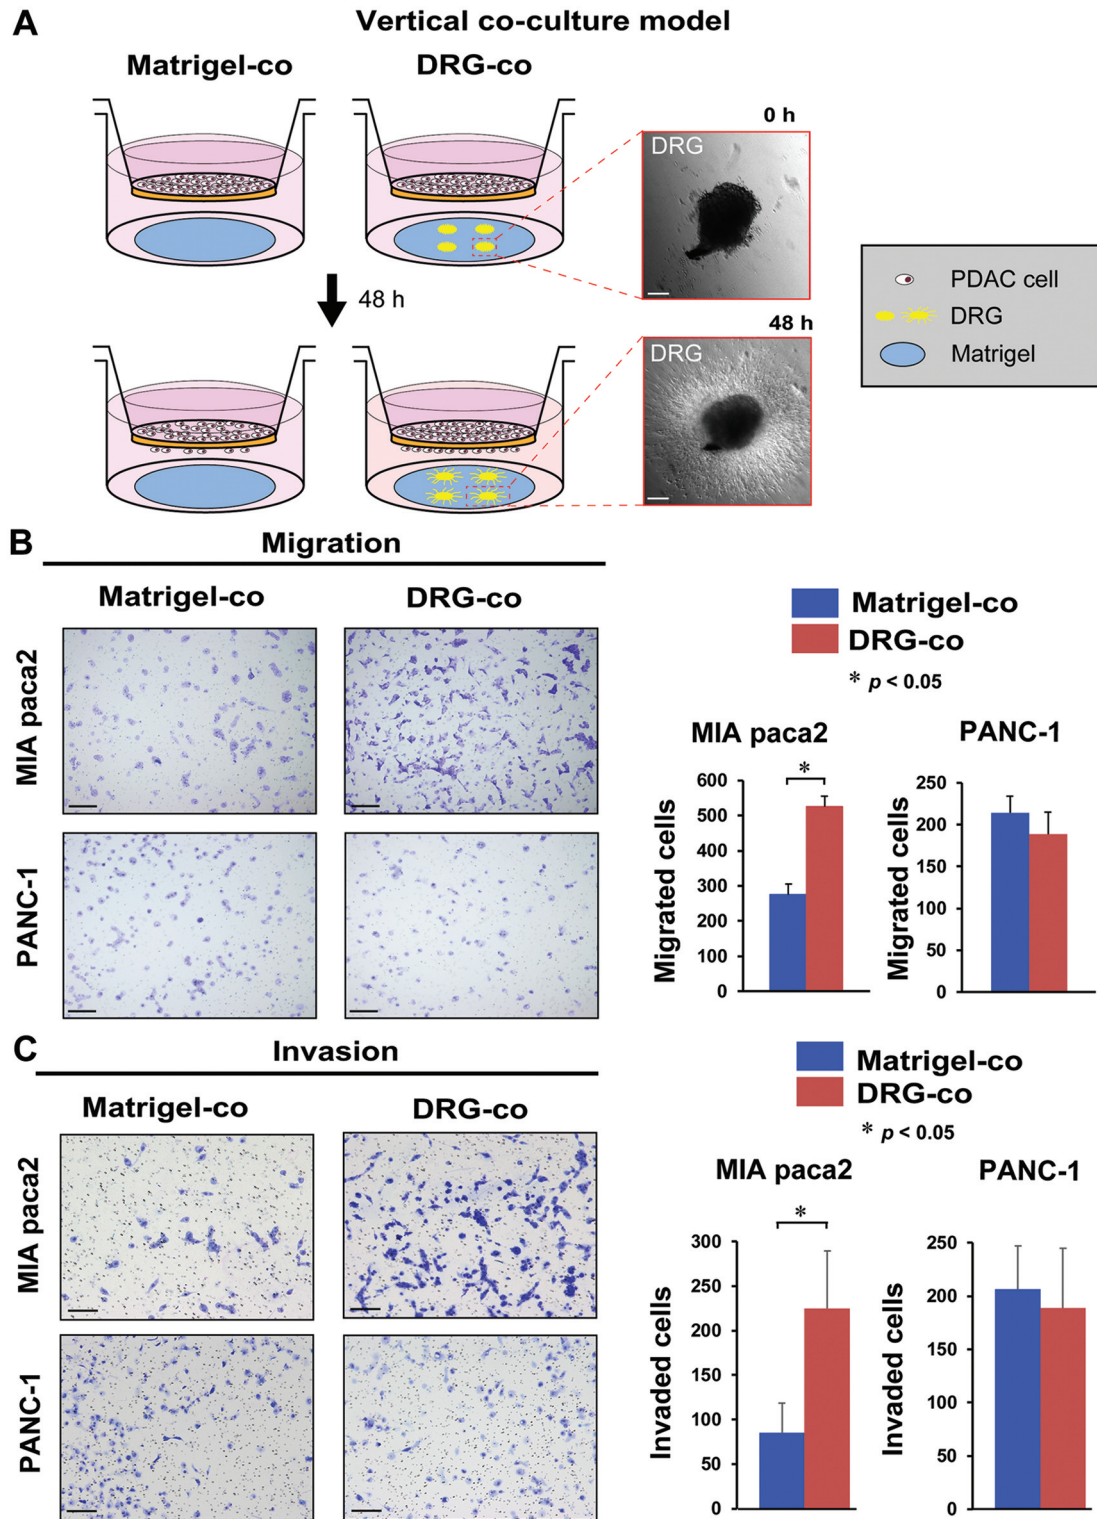 A
Vertical co-culture model
Matrigel-co
DRG-co
0 h
DRG
48 h
48 h
DRG
PDAC cell
DRG
Matrigel
B
Migration
Matrigel-co
DRG-co
MIA paca2
PANC-1
Matrigel-co
DRG-co
* p < 0.05
MIA paca2
Migrated cells
600
500
400
300
200
100
0
*
PANC-1
Migrated cells
250
200
150
100
50
0
C
Invasion
Matrigel-co
DRG-co
MIA paca2
PANC-1
Matrigel-co
DRG-co
* p < 0.05
MIA paca2
Invaded cells
300
250
200
150
100
50
0
*
PANC-1
Invaded cells
250
200
150
100
50
0